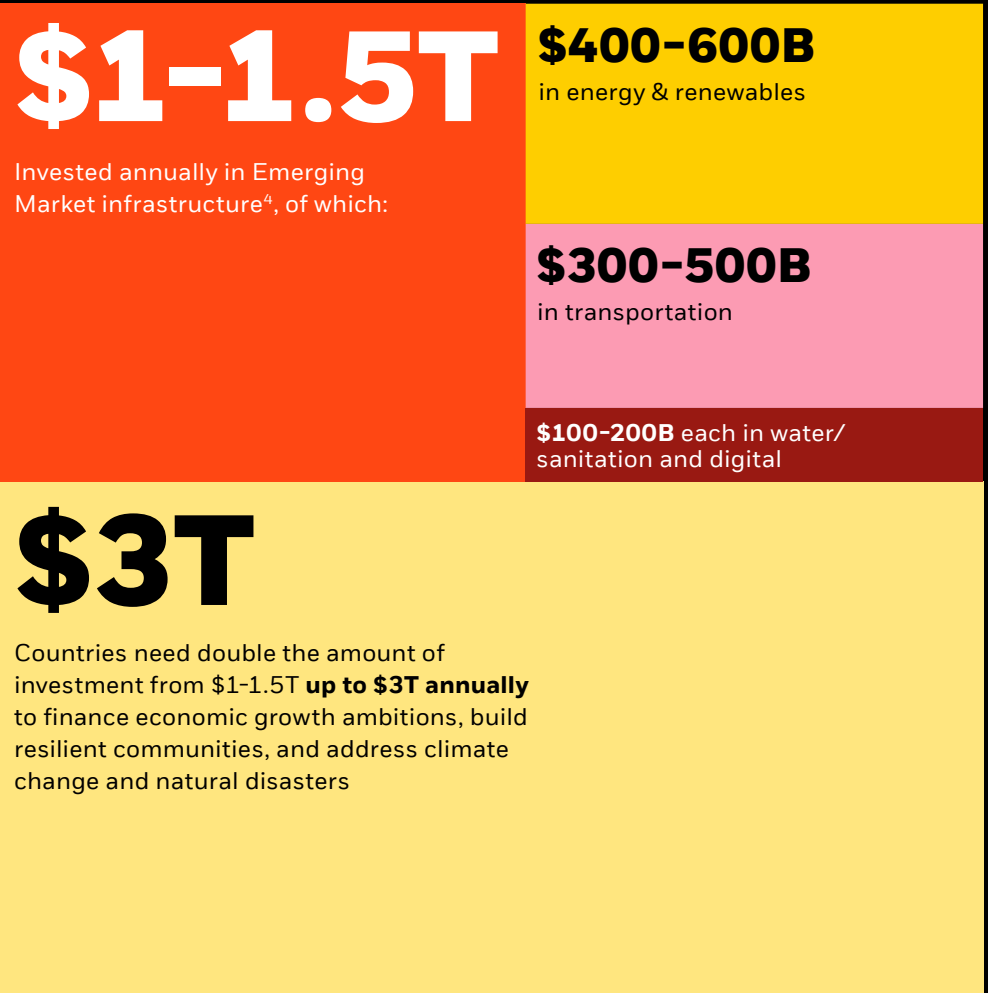 $1–1.5T
Invested annually in Emerging
Market infrastructure⁴, of which:
$400–600B
in energy & renewables
$300–500B
in transportation
$100–200B each in water/
sanitation and digital
$3T
Countries need double the amount of
investment from $1–1.5T up to $3T annually
to finance economic growth ambitions, build
resilient communities, and address climate
change and natural disasters